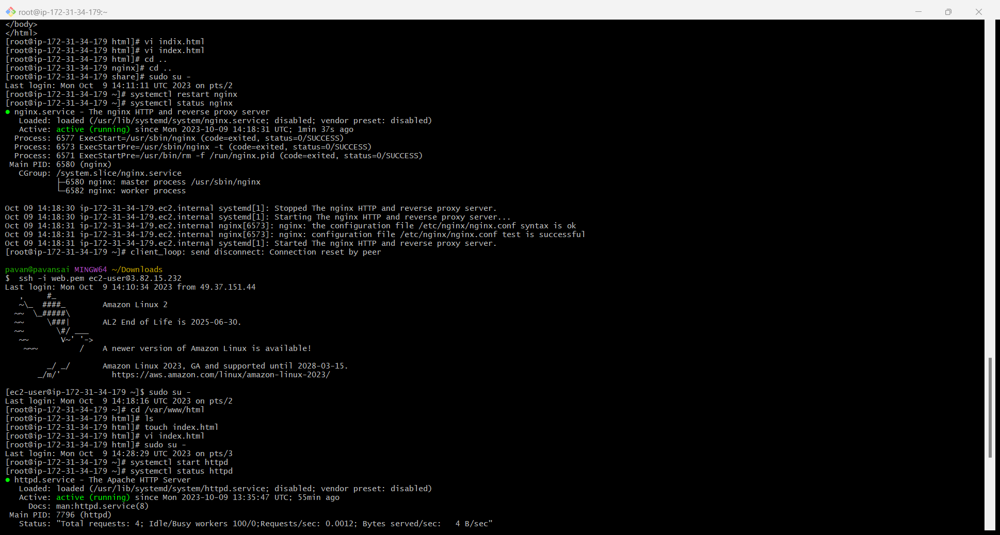 root@ip-172-31-34-179:~
</body>
</html>
[root@ip-172-31-34-179 html]# vi indix.html
[root@ip-172-31-34-179 html]# vi index.html
[root@ip-172-31-34-179 html]# cd ..
[root@ip-172-31-34-179 nginx]# cd ..
[root@ip-172-31-34-179 share]# sudo su -
Last login: Mon Oct  9 14:11:11 UTC 2023 on pts/2
[root@ip-172-31-34-179 ~]# systemctl restart nginx
[root@ip-172-31-34-179 ~]# systemctl status nginx
● nginx.service - The nginx HTTP and reverse proxy server
   Loaded: loaded (/usr/lib/systemd/system/nginx.service; disabled; vendor preset: disabled)
   Active: active (running) since Mon 2023-10-09 14:18:31 UTC; 1min 37s ago
  Process: 6577 ExecStart=/usr/sbin/nginx (code=exited, status=0/SUCCESS)
  Process: 6573 ExecStartPre=/usr/sbin/nginx -t (code=exited, status=0/SUCCESS)
  Process: 6571 ExecStartPre=/usr/bin/rm -f /run/nginx.pid (code=exited, status=0/SUCCESS)
 Main PID: 6580 (nginx)
   CGroup: /system.slice/nginx.service
           ├─6580 nginx: master process /usr/sbin/nginx
           └─6582 nginx: worker process
Oct 09 14:18:30 ip-172-31-34-179.ec2.internal systemd[1]: Stopped The nginx HTTP and reverse proxy server.
Oct 09 14:18:30 ip-172-31-34-179.ec2.internal systemd[1]: Starting The nginx HTTP and reverse proxy server...
Oct 09 14:18:31 ip-172-31-34-179.ec2.internal nginx[6573]: nginx: the configuration file /etc/nginx/nginx.conf syntax is ok
Oct 09 14:18:31 ip-172-31-34-179.ec2.internal nginx[6573]: nginx: configuration file /etc/nginx/nginx.conf test is successful
Oct 09 14:18:31 ip-172-31-34-179.ec2.internal systemd[1]: Started The nginx HTTP and reverse proxy server.
[root@ip-172-31-34-179 ~]# client_loop: send disconnect: Connection reset by peer
pavan@pavansai MINGW64 ~/Downloads
$  ssh -i web.pem ec2-user@3.82.15.232
Last login: Mon Oct  9 14:10:34 2023 from 49.37.151.44
   ,     #_
   ~\_  ####_        Amazon Linux 2
  ~~  \_#####\
  ~~     \###|       AL2 End of Life is 2025-06-30.
  ~~       \#/ ___
   ~~       V~' '->
    ~~~         /    A newer version of Amazon Linux is available!
         _/ _/       Amazon Linux 2023, GA and supported until 2028-03-15.
       _/m/'           https://aws.amazon.com/linux/amazon-linux-2023/
[ec2-user@ip-172-31-34-179 ~]$ sudo su -
Last login: Mon Oct  9 14:18:16 UTC 2023 on pts/2
[root@ip-172-31-34-179 ~]# cd /var/www/html
[root@ip-172-31-34-179 html]# ls
[root@ip-172-31-34-179 html]# touch index.html
[root@ip-172-31-34-179 html]# vi index.html
[root@ip-172-31-34-179 html]# sudo su -
Last login: Mon Oct  9 14:28:29 UTC 2023 on pts/3
[root@ip-172-31-34-179 ~]# systemctl start httpd
[root@ip-172-31-34-179 ~]# systemctl status httpd
● httpd.service - The Apache HTTP Server
   Loaded: loaded (/usr/lib/systemd/system/httpd.service; disabled; vendor preset: disabled)
   Active: active (running) since Mon 2023-10-09 13:35:47 UTC; 55min ago
     Docs: man:httpd.service(8)
 Main PID: 7796 (httpd)
   Status: "Total requests: 4; Idle/Busy workers 100/0;Requests/sec: 0.0012; Bytes served/sec:   4 B/sec"